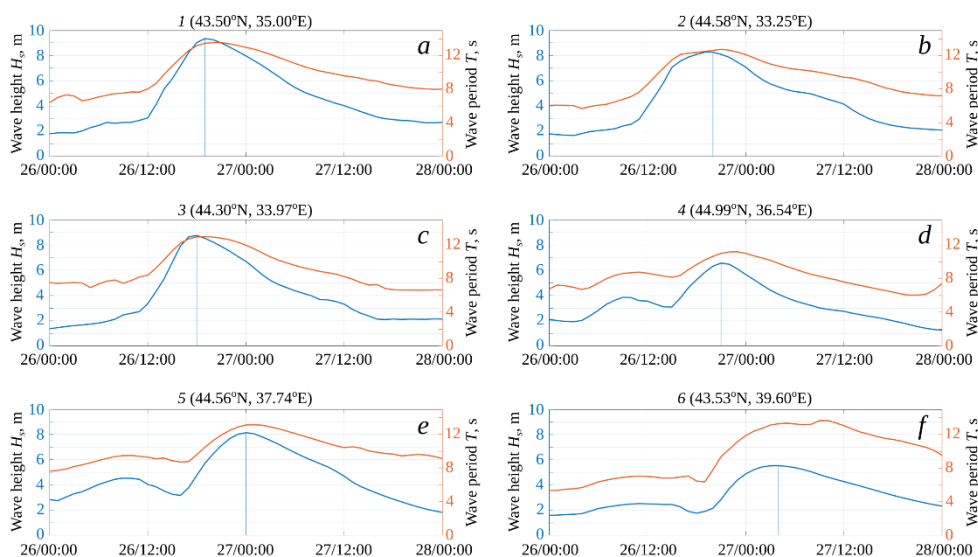 1 (43.50°N, 35.00°E)
a
Wave height Hs, m
10
8
6
4
2
0
Wave period T, s
12
8
4
0
26/00:00 26/12:00 27/00:00 27/12:00 28/00:00
2 (44.58°N, 33.25°E)
b
Wave height Hs, m
10
8
6
4
2
0
Wave period T, s
12
8
4
0
26/00:00 26/12:00 27/00:00 27/12:00 28/00:00
3 (44.30°N, 33.97°E)
c
Wave height Hs, m
10
8
6
4
2
0
Wave period T, s
12
8
4
0
26/00:00 26/12:00 27/00:00 27/12:00 28/00:00
4 (44.99°N, 36.54°E)
d
Wave height Hs, m
10
8
6
4
2
0
Wave period T, s
12
8
4
0
26/00:00 26/12:00 27/00:00 27/12:00 28/00:00
5 (44.56°N, 37.74°E)
e
Wave height Hs, m
10
8
6
4
2
0
Wave period T, s
12
8
4
0
26/00:00 26/12:00 27/00:00 27/12:00 28/00:00
6 (43.53°N, 39.60°E)
f
Wave height Hs, m
10
8
6
4
2
0
Wave period T, s
12
8
4
0
26/00:00 26/12:00 27/00:00 27/12:00 28/00:00